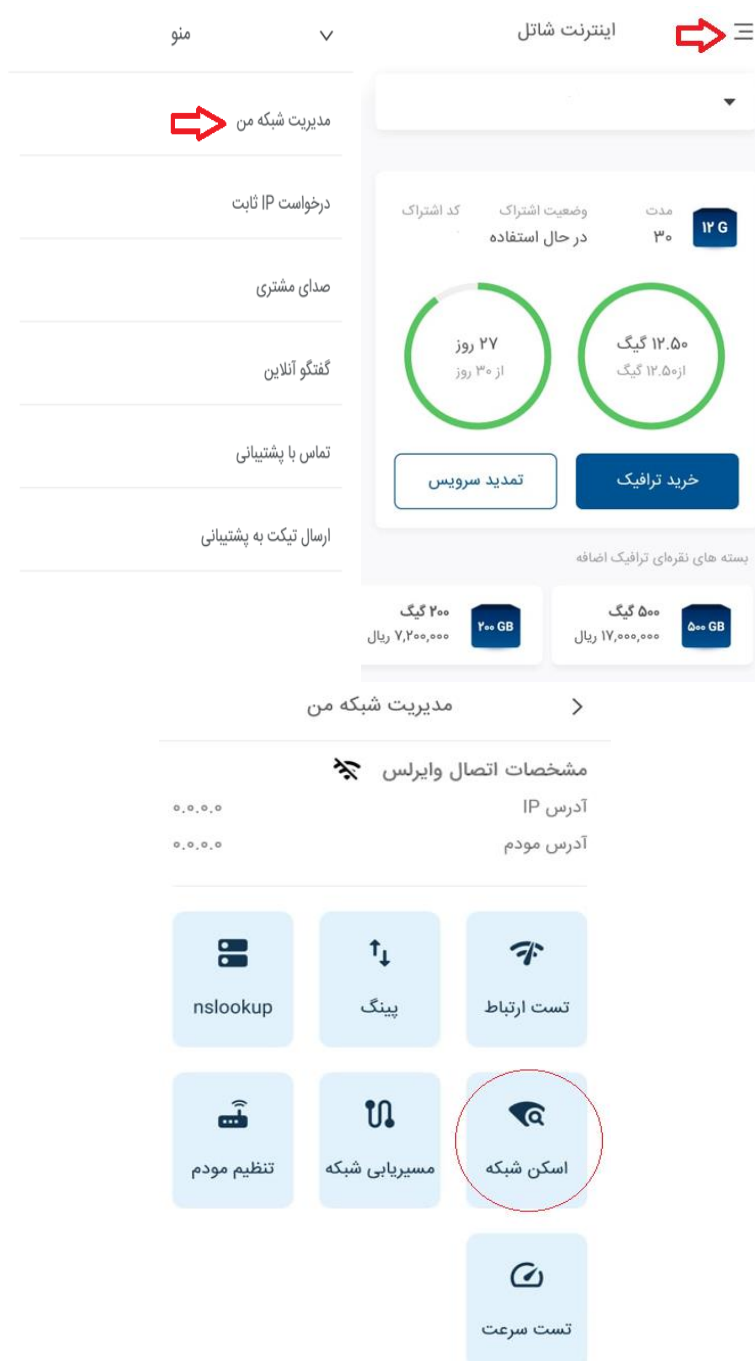 اینترنت شاتل
مدت
وضعیت اشتراک
کد اشتراک
۱۲ G
۳۰
در حال استفاده
۱۲.۵۰ گیگ
از۱۲.۵۰ گیگ
۲۷ روز
از ۳۰ روز
خرید ترافیک
تمدید سرویس
بسته های نقره‌ای ترافیک اضافه
۵۰۰ GB
۵۰۰ گیگ
۱۷,۰۰۰,۰۰۰ ریال
۲۰۰ GB
۲۰۰ گیگ
۷,۲۰۰,۰۰۰ ریال
منو
مدیریت شبکه من
درخواست IP ثابت
صدای مشتری
گفتگو آنلاین
تماس با پشتیبانی
ارسال تیکت به پشتیبانی
مدیریت شبکه من
مشخصات اتصال وایرلس
آدرس IP
۰.۰.۰.۰
آدرس مودم
۰.۰.۰.۰
تست ارتباط
پینگ
nslookup
اسکن شبکه
مسیریابی شبکه
تنظیم مودم
تست سرعت